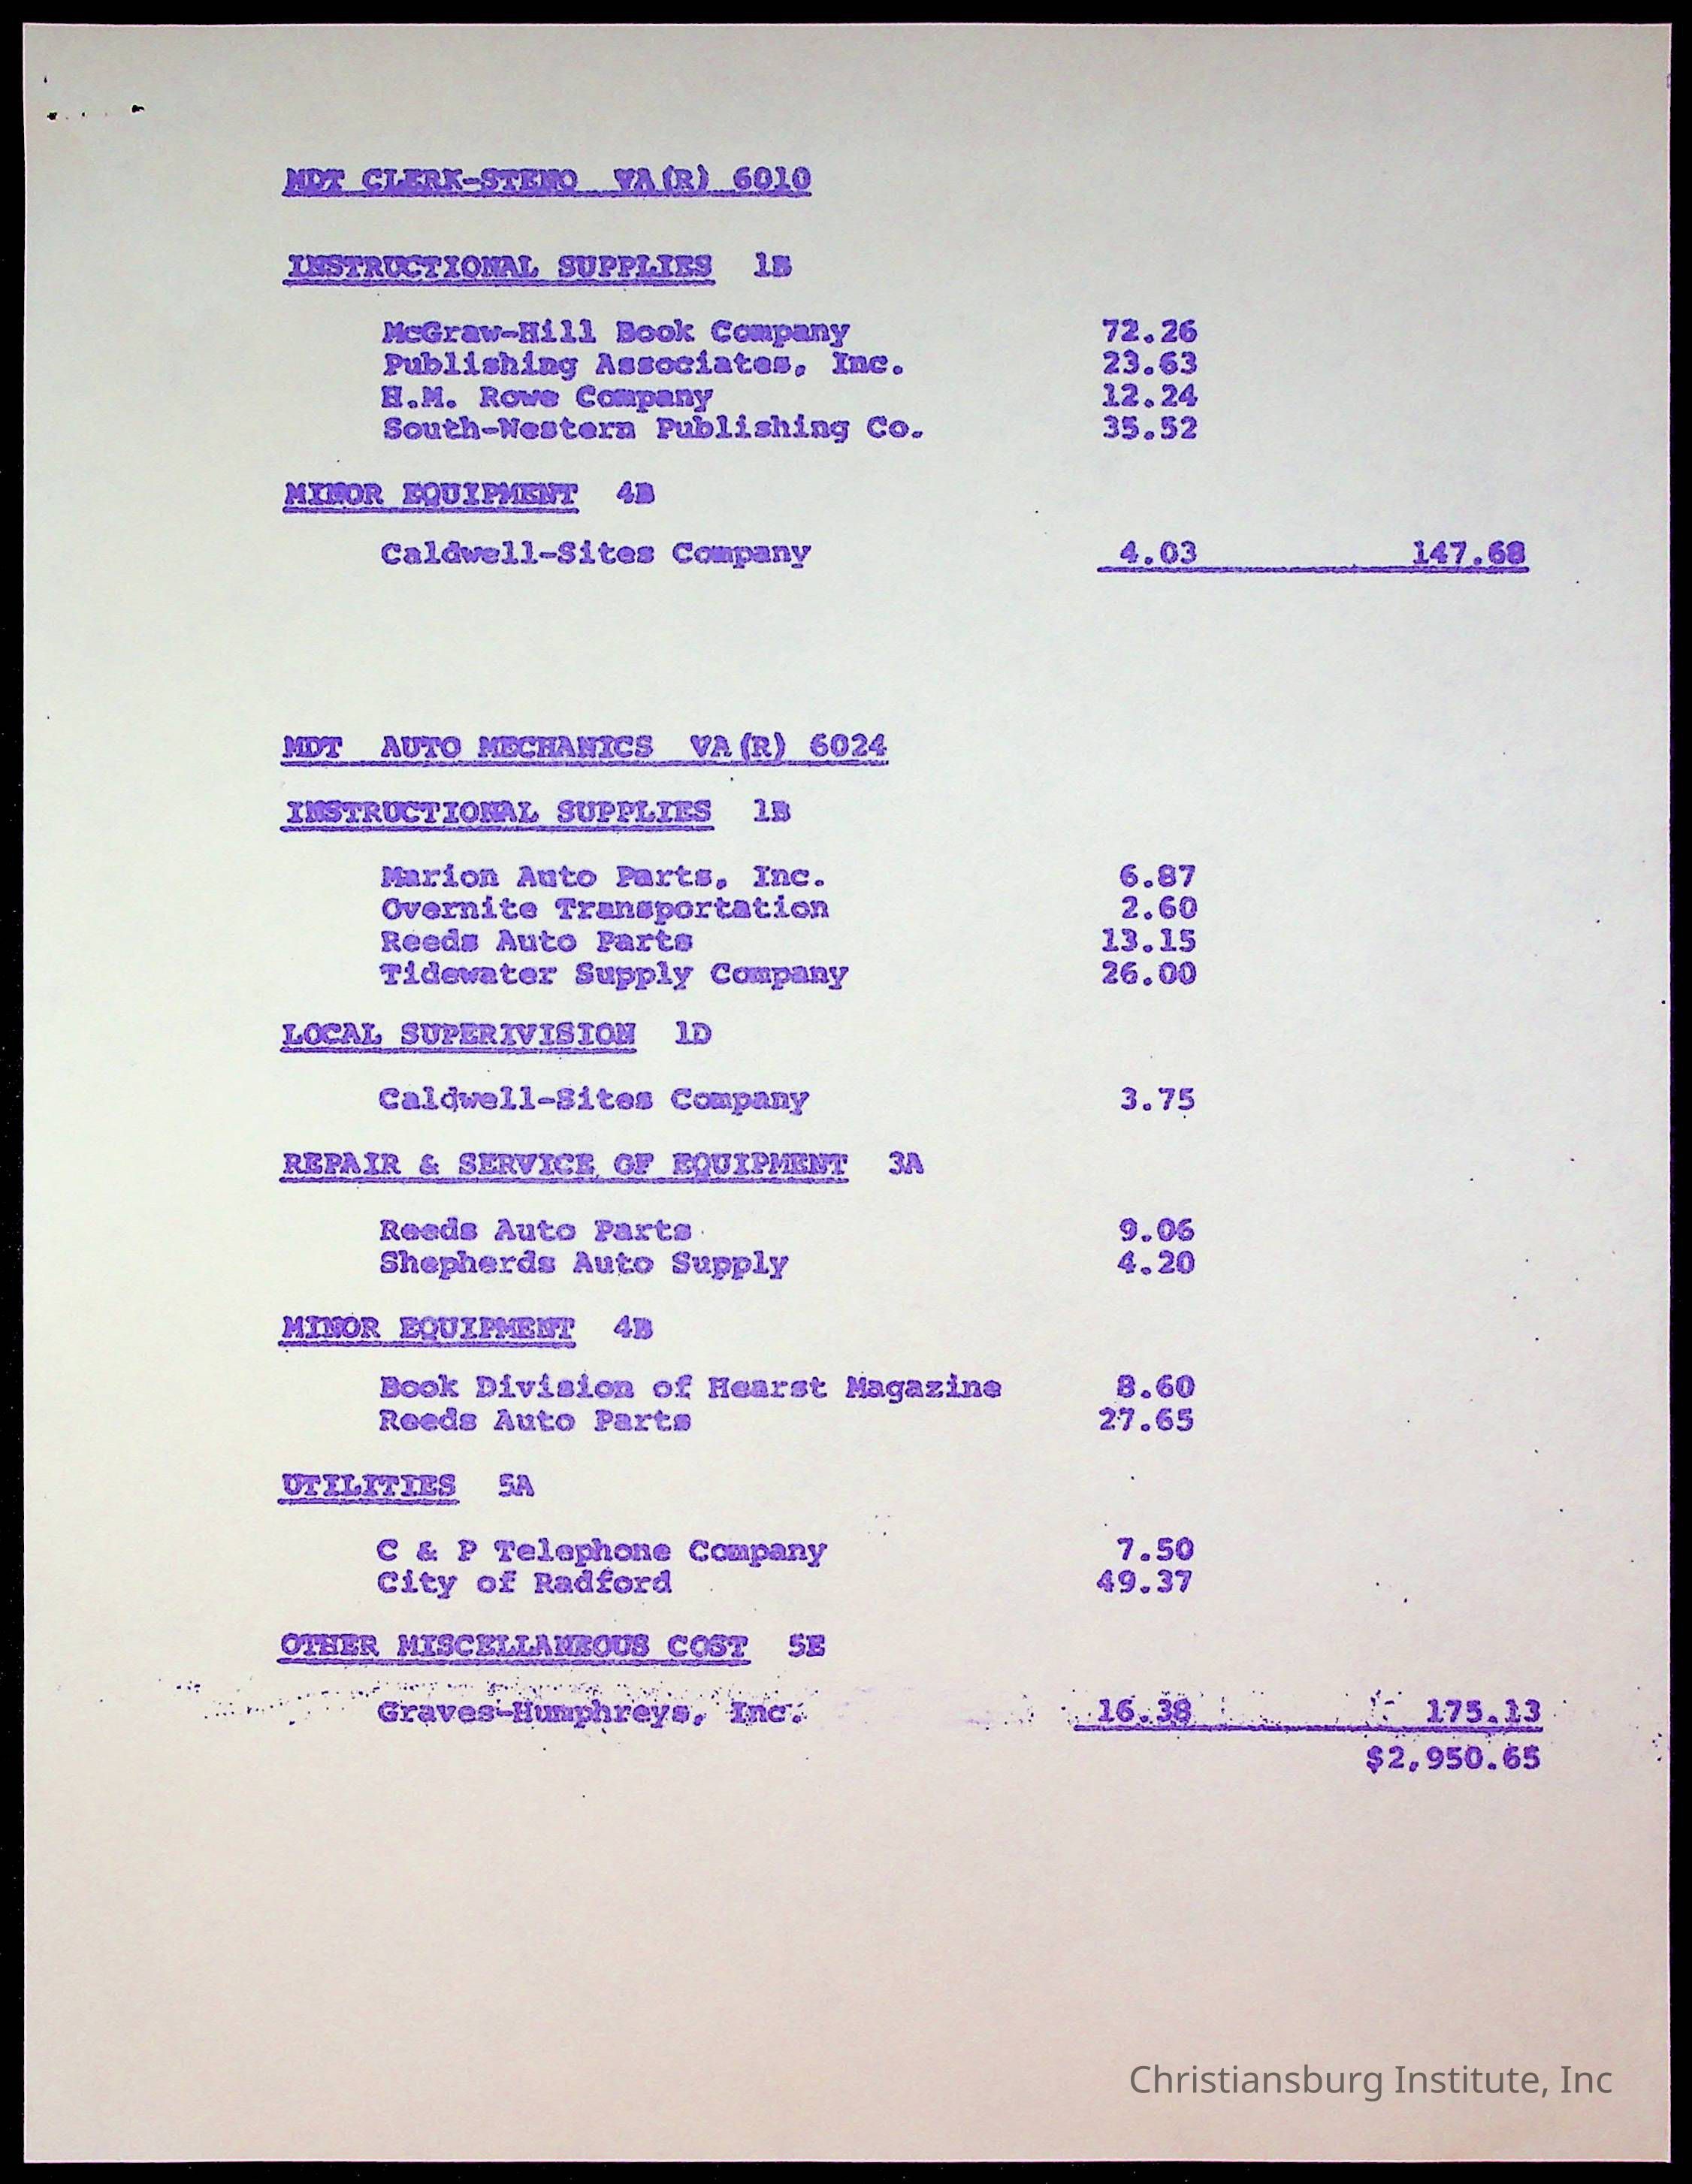 MDT CLERK-STENO VA(R) 6010
INSTRUCTIONAL SUPPLIES 1B
McGraw-Hill Book Company 72.26
Publishing Associates, Inc. 23.63
H.M. Rowe Company 12.24
South-Western Publishing Co. 35.52
MINOR EQUIPMENT 4B
Caldwell-Sites Company 4.03 147.68
MDT AUTO MECHANICS VA(R) 6024
INSTRUCTIONAL SUPPLIES 1B
Marion Auto Parts, Inc. 6.87
Overnite Transportation 2.60
Reeds Auto Parts 13.15
Tidewater Supply Company 26.00
LOCAL SUPERIVISION 1D
Caldwell-Sites Company 3.75
REPAIR & SERVICE OF EQUIPMENT 3A
Reeds Auto Parts 9.06
Shepherds Auto Supply 4.20
MINOR EQUIPMENT 4B
Book Division of Hearst Magazine 8.60
Reeds Auto Parts 27.65
UTILITIES 5A
C & P Telephone Company 7.50
City of Radford 49.37
OTHER MISCELLANEOUS COST 5E
Graves-Humphreys, Inc. 16.38 175.13
$2,950.65
Christiansburg Institute, Inc